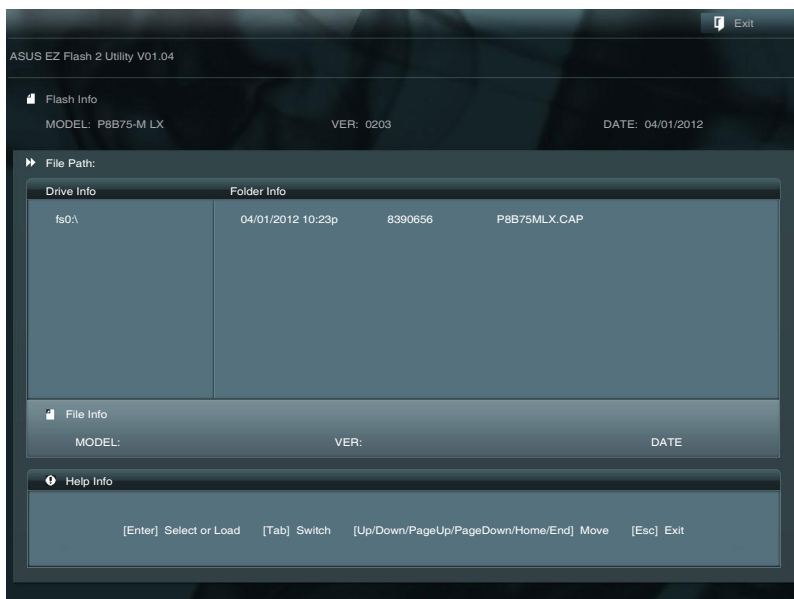 Exit
ASUS EZ Flash 2 Utility V01.04
Flash Info
MODEL: P8B75-M LX VER: 0203 DATE: 04/01/2012
File Path:
Drive Info Folder Info
fs0:\ 04/01/2012 10:23p 8390656 P8B75MLX.CAP
File Info
MODEL: VER: DATE
Help Info
[Enter] Select or Load [Tab] Switch [Up/Down/PageUp/PageDown/Home/End] Move [Esc] Exit